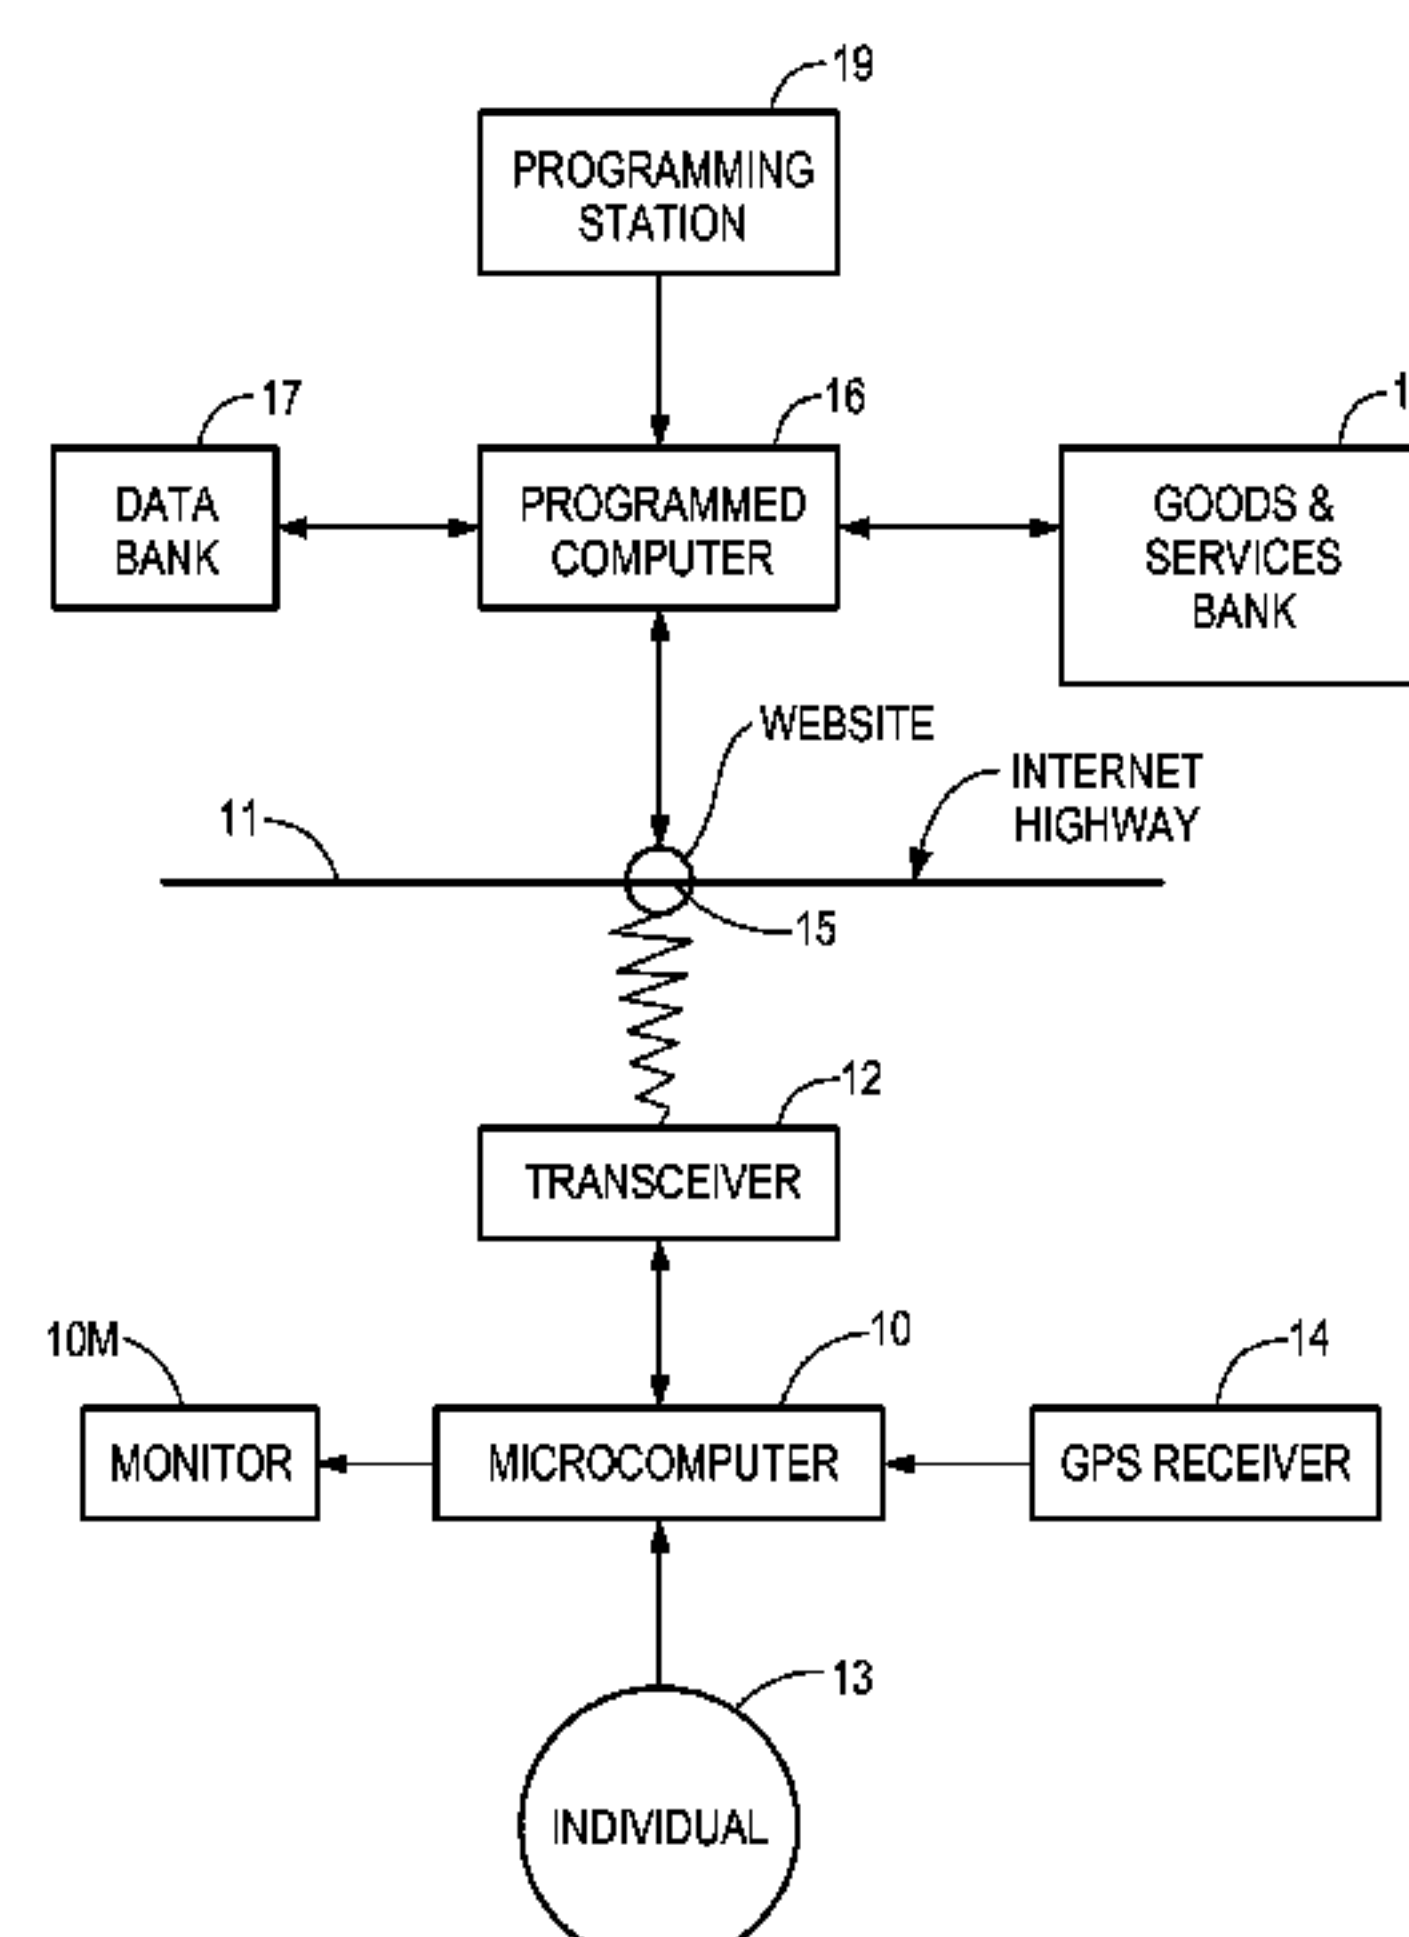 19
PROGRAMMING
STATION
17
16
1
DATA
BANK
PROGRAMMED
COMPUTER
GOODS &
SERVICES
BANK
WEBSITE
INTERNET
HIGHWAY
11
15
12
TRANSCEIVER
10M
10
14
MONITOR
MICROCOMPUTER
GPS RECEIVER
13
INDIVIDUAL